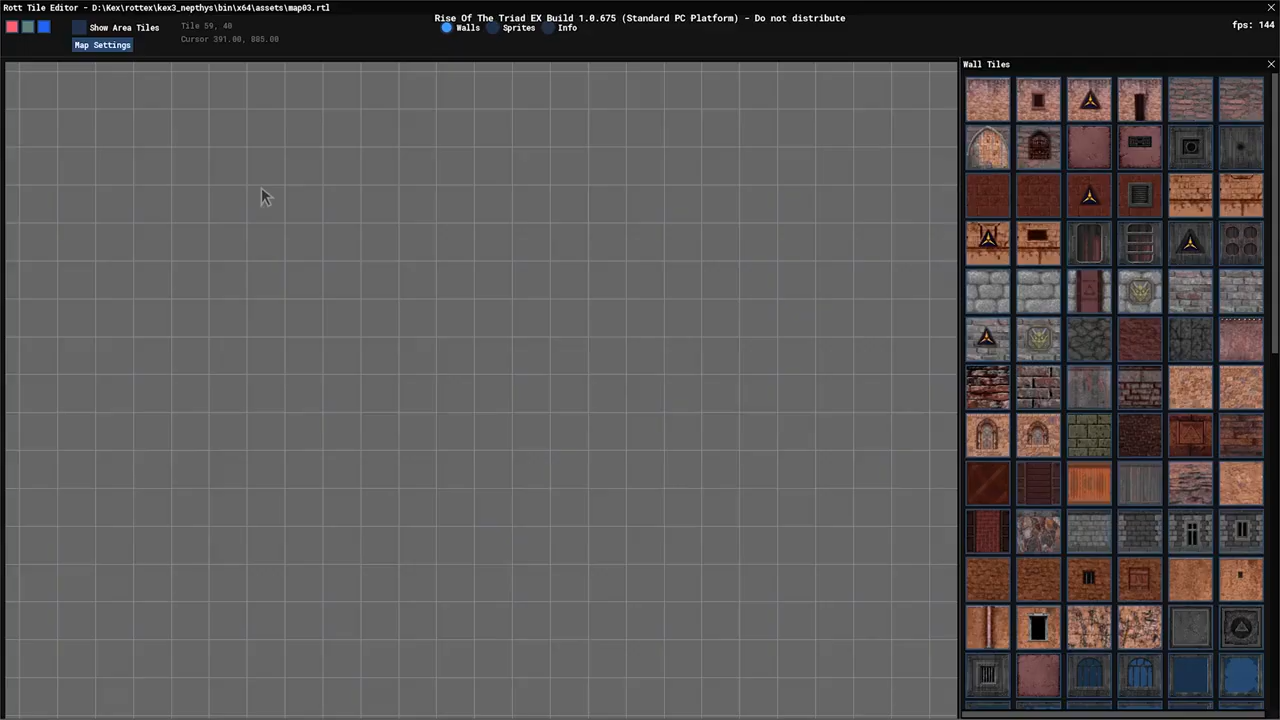 Rott Tile Editor - D:\Kex\rottex\kex3_nepthys\bin\x64\assets\map03.rtl
Rise Of The Triad EX Build 1.0.675 (Standard PC Platform) - Do not distribute
Show Area Tiles
Tile 59, 40
Walls
Sprites
Info
fps: 144
Map Settings
Cursor 391.00, 885.00
Wall Tiles